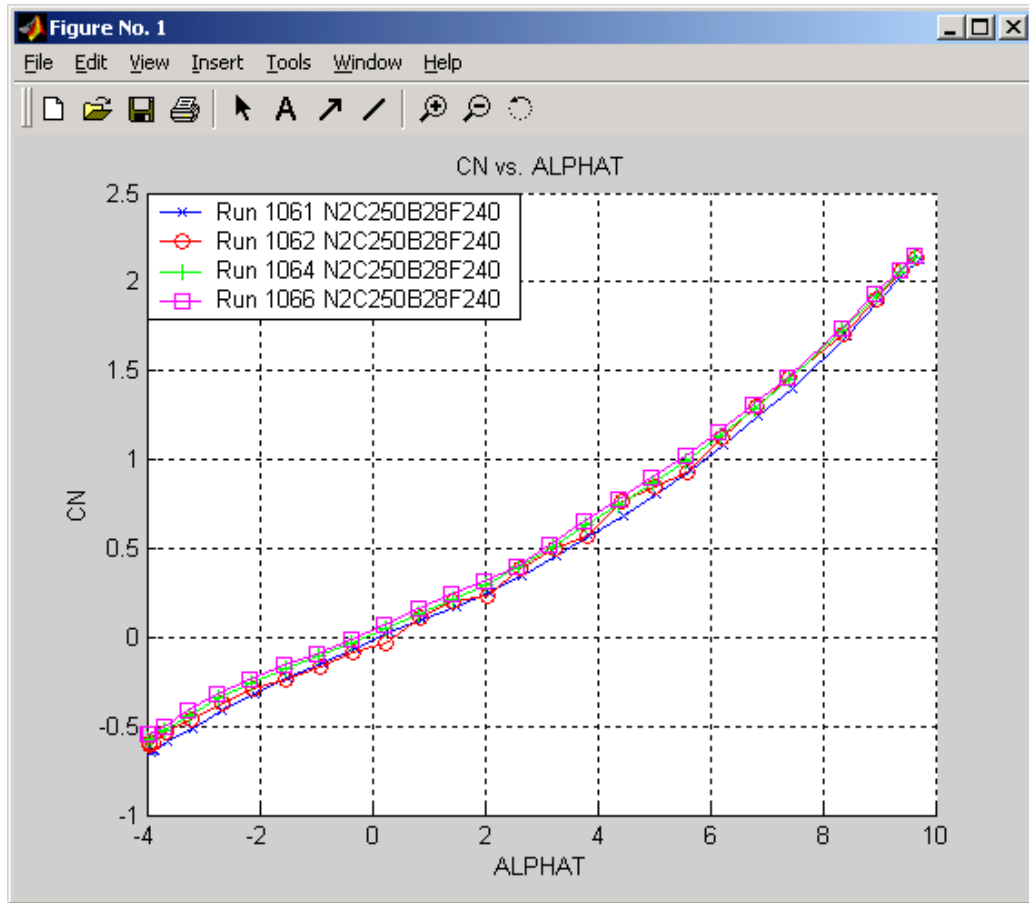 Figure No. 1
File Edit View Insert Tools Window Help
A
CN vs. ALPHAT
2.5
Run 1061 N2C250B28F240
Run 1062 N2C250B28F240
Run 1064 N2C250B28F240
Run 1066 N2C250B28F240
2
1.5
1
0.5
0
-0.5
-1
CN
-4 -2 0 2 4 6 8 10
ALPHAT